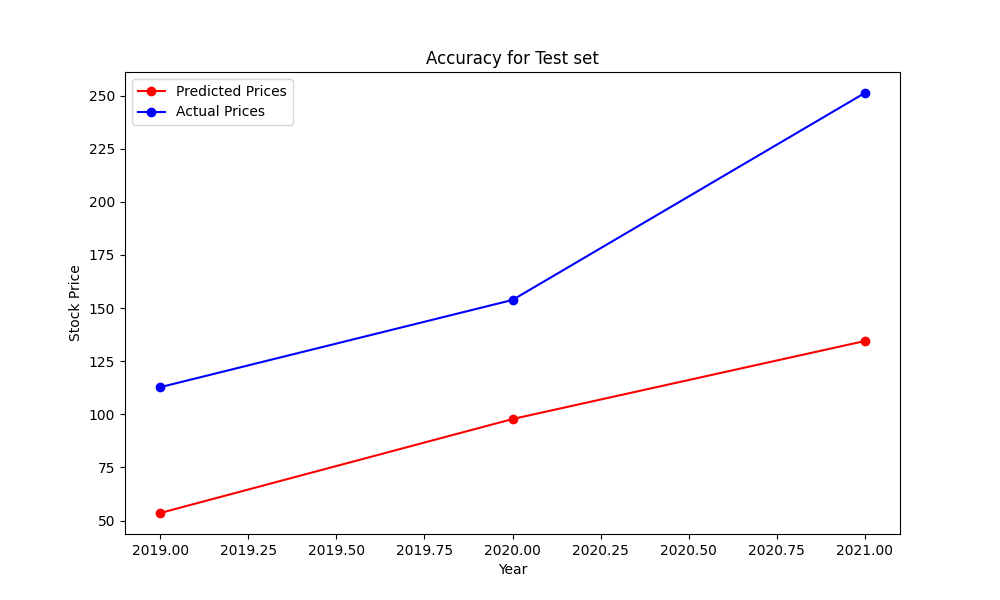 Accuracy for Test set
Predicted Prices
Actual Prices
250
225
200
175
150
125
100
75
50
Stock Price
2019.00 2019.25 2019.50 2019.75 2020.00 2020.25 2020.50 2020.75 2021.00
Year